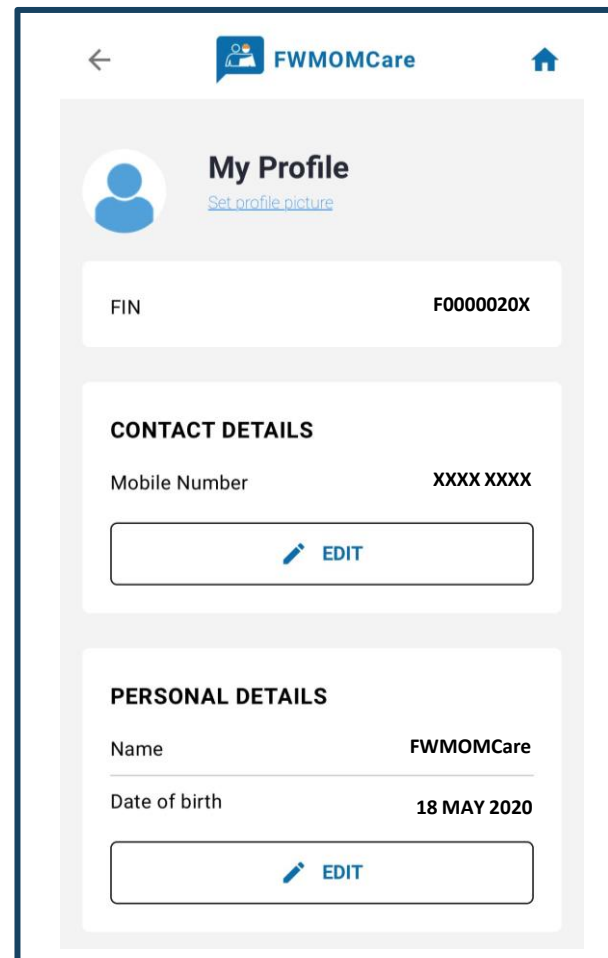 FWMOMCare
My Profile
Set profile picture
FIN F0000020X
CONTACT DETAILS
Mobile Number XXXX XXXX
EDIT
PERSONAL DETAILS
Name FWMOMCare
Date of birth 18 MAY 2020
EDIT